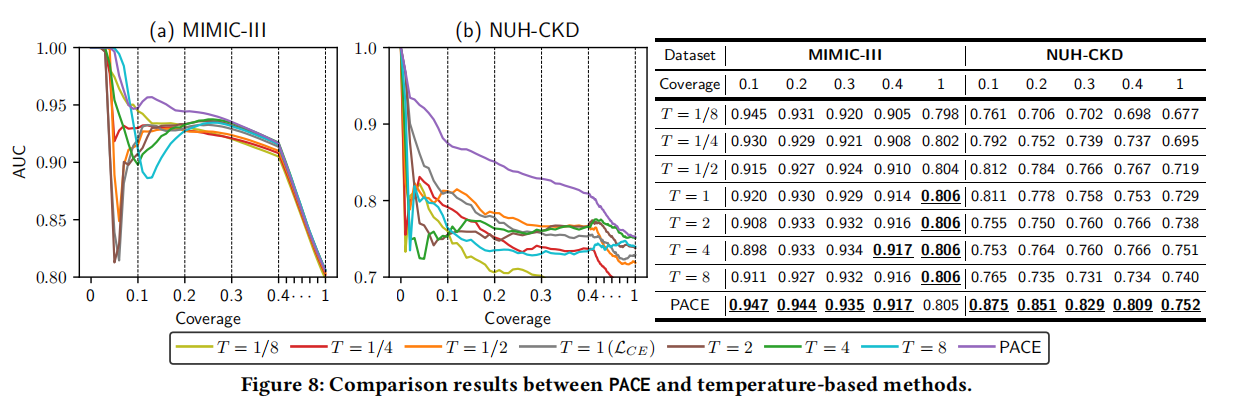 (a) MIMIC-III
1.00
0.95
0.90
0.85
0.80
AUC
0 0.1 0.2 0.3 0.4 ··· 1
Coverage
(b) NUH-CKD
1.0
0.9
0.8
0.7
0 0.1 0.2 0.3 0.4 ··· 1
Coverage
Dataset MIMIC-III NUH-CKD
Coverage 0.1 0.2 0.3 0.4 1 0.1 0.2 0.3 0.4 1
T = 1/8 0.945 0.931 0.920 0.905 0.798 0.761 0.706 0.702 0.698 0.677
T = 1/4 0.930 0.929 0.921 0.908 0.802 0.792 0.752 0.739 0.737 0.695
T = 1/2 0.915 0.927 0.924 0.910 0.804 0.812 0.784 0.766 0.767 0.719
T = 1 0.920 0.930 0.929 0.914 0.806 0.811 0.778 0.758 0.753 0.729
T = 2 0.908 0.933 0.933 0.916 0.806 0.755 0.750 0.760 0.766 0.738
T = 4 0.898 0.933 0.934 0.917 0.806 0.753 0.764 0.760 0.766 0.751
T = 8 0.911 0.927 0.932 0.916 0.806 0.765 0.735 0.731 0.734 0.740
PACE 0.947 0.944 0.935 0.917 0.805 0.875 0.851 0.829 0.809 0.752
T = 1/8 T = 1/4 T = 1/2 T = 1 (ℒ_CE) T = 2 T = 4 T = 8 PACE
Figure 8: Comparison results between PACE and temperature-based methods.